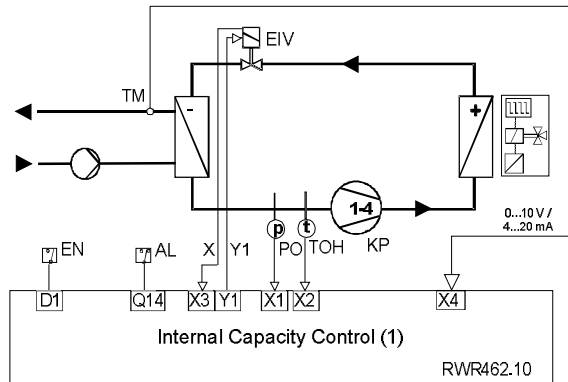 EIV
TM
-
+
1-4
p
t
PO
TOH
KP
0...10 V /
4...20 mA
EN
AL
X
Y1
D1
Q14
X3
Y1
X1
X2
X4
Internal Capacity Control (1)
RWR462.10